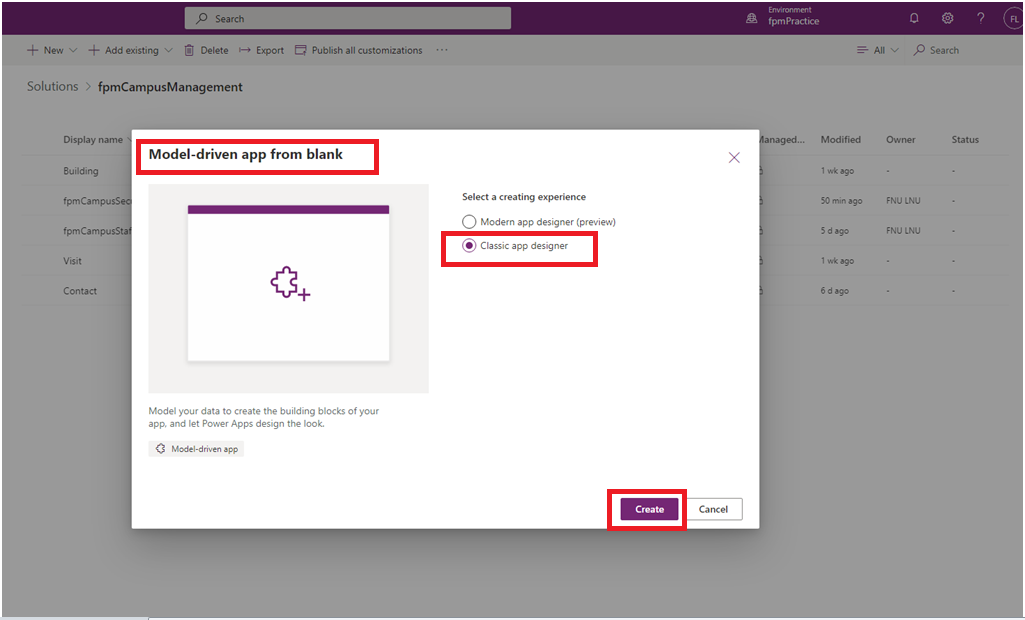 Search
Environment
fpmPractice
FL
New
Add existing
Delete
Export
Publish all customizations
All
Search
Solutions > fpmCampusManagement
Display name
Managed...
Modified
Owner
Status
Building
1 wk ago
-
-
fpmCampusSec
50 min ago
FNU LNU
-
fpmCampusStaf
5 d ago
FNU LNU
-
Visit
1 wk ago
-
-
Contact
6 d ago
-
-
Model-driven app from blank
Select a creating experience
Modern app designer (preview)
Classic app designer
Model your data to create the building blocks of your
app, and let Power Apps design the look.
Model-driven app
Create
Cancel